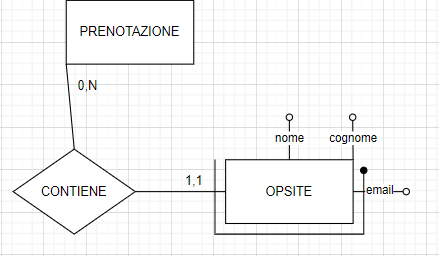 PRENOTAZIONE
0,N
nome
cognome
CONTIENE
1,1
OPSITE
email